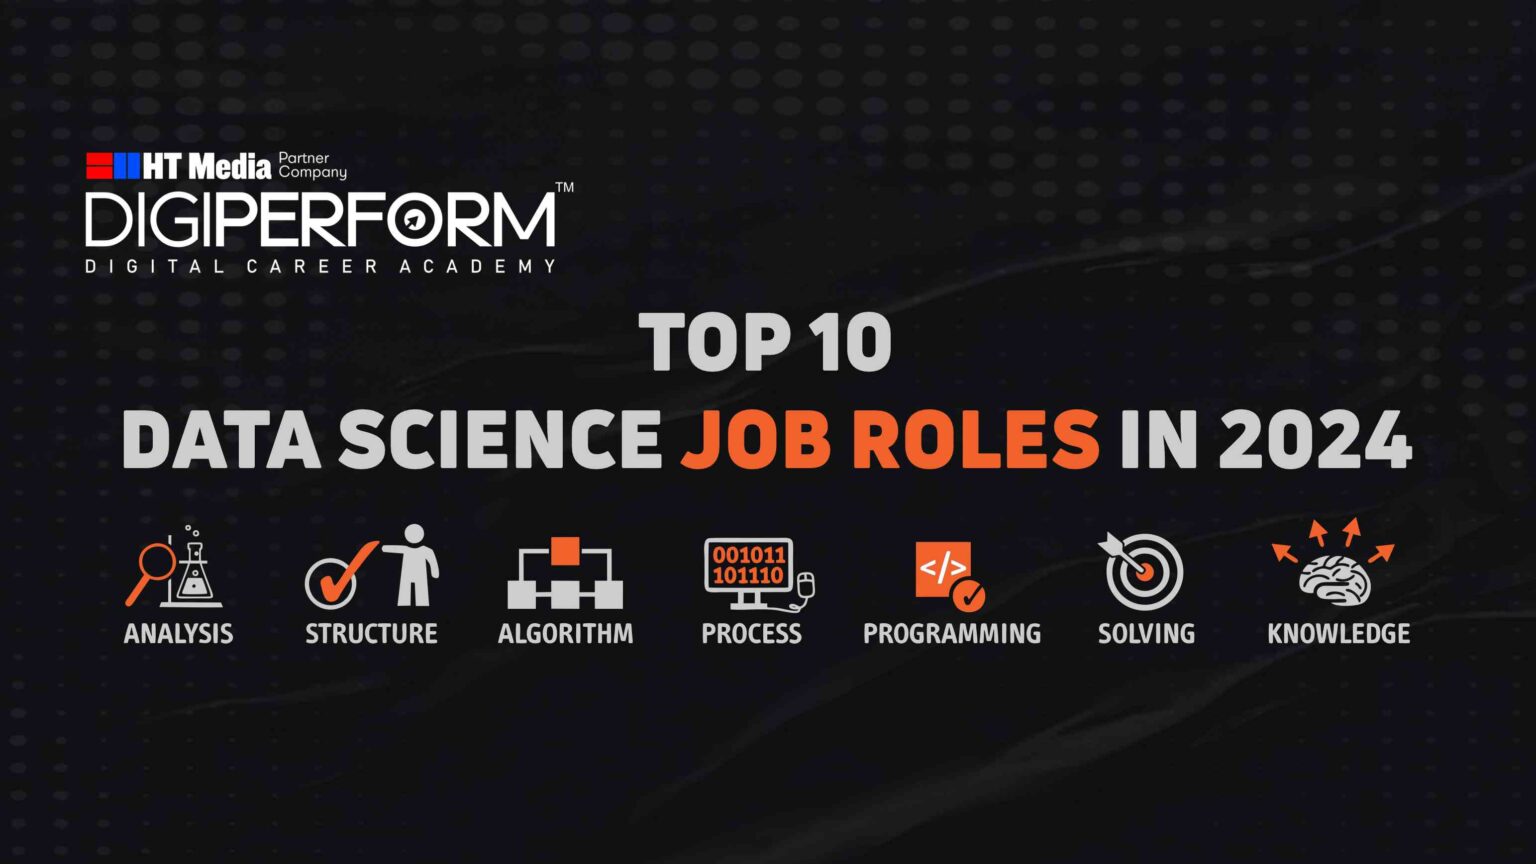 HT Media Partner Company
DIGIPERFORM™
DIGITAL CAREER ACADEMY
TOP 10
DATA SCIENCE JOB ROLES IN 2024
001011
101110
</>
ANALYSIS STRUCTURE ALGORITHM PROCESS PROGRAMMING SOLVING KNOWLEDGE